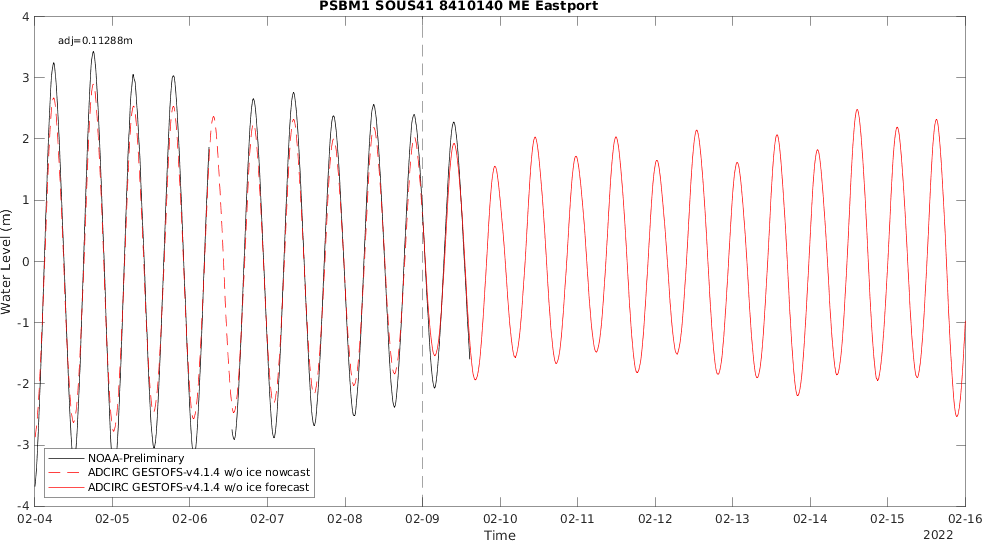 PSBM1 SOUS41 8410140 ME Eastport
adj=0.11288m
4
3
2
1
0
-1
-2
-3
-4
Water Level (m)
NOAA-Preliminary
ADCIRC GESTOFS-v4.1.4 w/o ice nowcast
ADCIRC GESTOFS-v4.1.4 w/o ice forecast
02-04 02-05 02-06 02-07 02-08 02-09 02-10 02-11 02-12 02-13 02-14 02-15 02-16
Time
2022